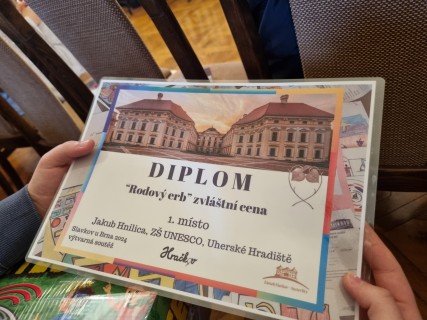 DIPLOM
"Rodový erb" zvláštní cena
1. místo
Jakub Hnilica, ZŠ UNESCO, Uherské Hradiště
Slavkov u Brna 2024
výtvarná soutěž